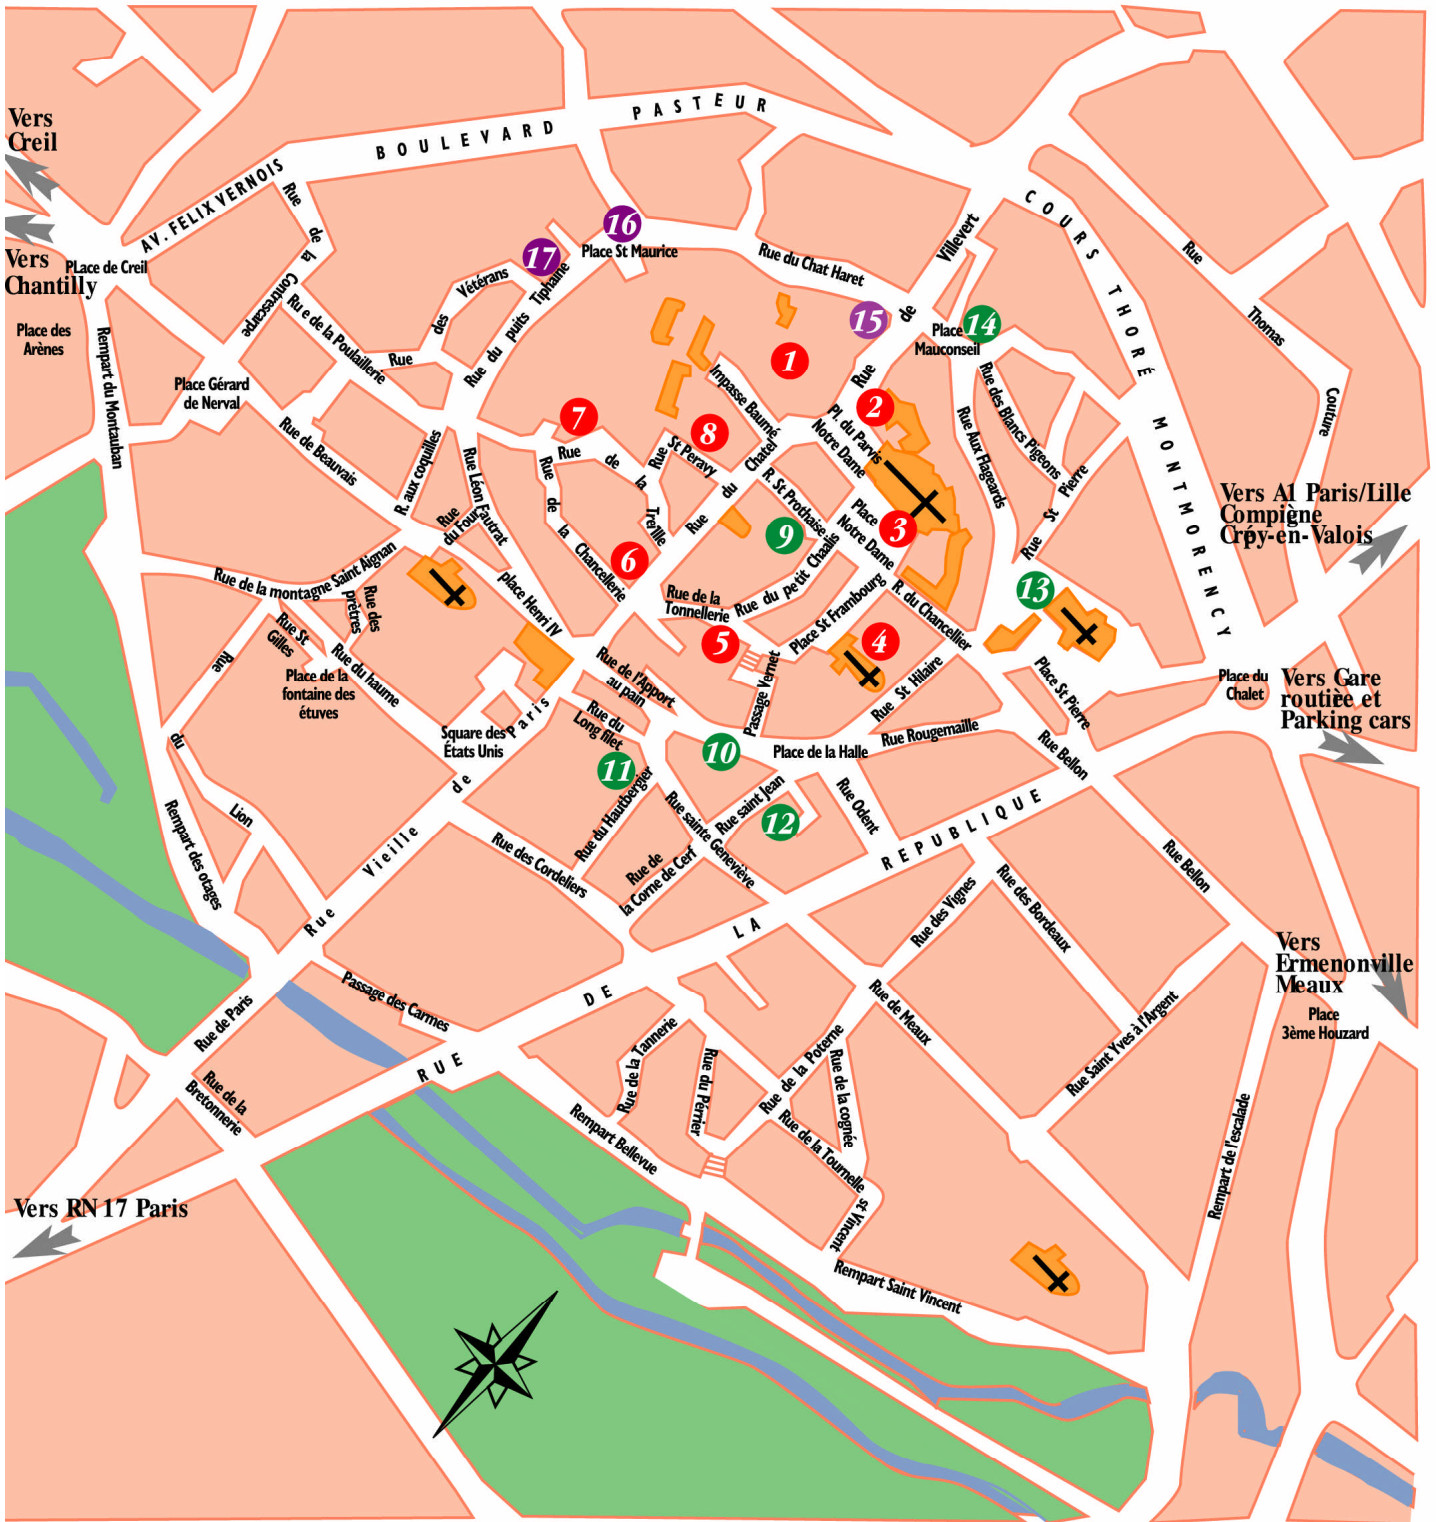 BOULEVARD PASTEUR
Vers
Creil
AV. FELIX VERNOIS
Rue de la Contrescarpe
COURS THORÉ MONTMORENCY
16
Place St Maurice
17
Rue du Chat Haret
Rue de Villevert
Rue Thomas Couture
Vers
Chantilly
PLace de Creil
Place des
Arènes
Rempart du Montauban
Rue des Vétérans
Rue du puits Tiphaine
Rue de la Poulaillerie
15
Place
Mauconseil
14
1
Place Gérard
de Nerval
Impasse Baumé
Rue des Blancs Pigeons
Rue Aux Flageards
2
Pl. du Parvis
Notre Dame
7
8
Rue de Beauvais
R. aux coquilles
Rue Léon Fautrat
Rue
du Four
Rue de la Treille
Rue de la Chancellerie
St Peravy
Rue du Chatel
R. St Prothaise
9
Place
Notre Dame
3
Rue St Pierre
Vers A1 Paris/Lille
Compiègne
Crépy-en-Valois
Rue de la montagne Saint Aignan
Rue des
prêtres
Rue St
Gilles
Rue du haume
Place de la
fontaine des
étuves
place Henri IV
6
Rue de la
Tonnellerie
Rue du petit Chaalis
Place St Frambourg
R. du Chancellier
13
5
4
Rue de l'Apport
au pain
Passage Vernet
Rue St Hilaire
Place St Pierre
Place du
Chalet
Vers Gare
routière et
Parking cars
Square des
États Unis
Rue du
Long filet
11
10
Place de la Halle
Rue Rougemaille
Rue Bellon
Rue du Lion
Rue Vieille de Paris
Rempart des otages
Rue des Cordeliers
Rue du Hautbergier
Rue sainte Geneviève
Rue saint Jean
12
Rue Odent
Rue de
la Corne de Cerf
RUE DE LA REPUBLIQUE
Rue Bellon
Rue des Vignes
Rue des Bordeaux
Vers
Ermenonville
Meaux
Place
3ème Houzard
Passage des Carmes
Rue de Paris
Rue de la
Bretonnerie
Rue de la Tannerie
Rue du Périer
Rue de la Poterne
Rue de la cognée
Rue de Meaux
Rue Saint Yves à l'Argent
Rempart Bellevue
Rue de la Tournelle
st Vincent
Rempart de l'escalade
Vers RN 17 Paris
Rempart Saint Vincent